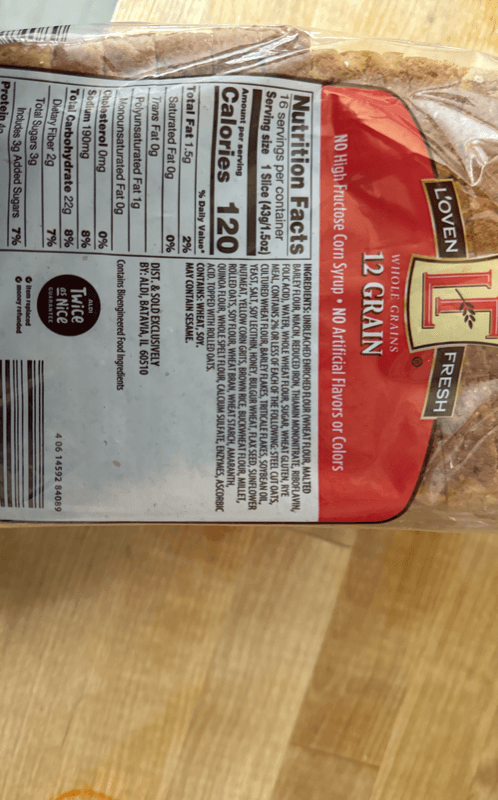 L'OVEN
LF
FRESH
®
WHOLE GRAINS
12 GRAIN
NO High Fructose Corn Syrup • NO Artificial Flavors or Colors
Nutrition Facts
16 servings per container
Serving size 1 Slice (43g/1.5oz)
Amount per serving
Calories 120
% Daily Value*
Total Fat 1.5g 2%
Saturated Fat 0g 0%
Trans Fat 0g
Polyunsaturated Fat 1g
Monounsaturated Fat 0g
Cholesterol 0mg 0%
Sodium 190mg 8%
Total Carbohydrate 22g 8%
Dietary Fiber 2g 7%
Total Sugars 3g
Includes 3g Added Sugars 7%
Protein
INGREDIENTS: UNBLEACHED ENRICHED FLOUR (WHEAT FLOUR, MALTED
BARLEY FLOUR, NIACIN, REDUCED IRON, THIAMIN MONONITRATE, RIBOFLAVIN,
FOLIC ACID), WATER, WHOLE WHEAT FLOUR, SUGAR, WHEAT GLUTEN, RYE
MEAL, CONTAINS 2% OR LESS OF EACH OF THE FOLLOWING: STEEL CUT OATS,
CULTURED WHEAT FLOUR, BARLEY FLAKES, TRITICALE FLAKES, SOYBEAN OIL,
YEAST, SALT, SUNFLOWER LECITHIN, HONEY, BULGUR WHEAT, FLAX SEED, SUNFLOWER
NUTMEAT, YELLOW CORN GRITS, BROWN RICE, BUCKWHEAT FLOUR, MILLET,
ROLLED OATS, SOY FLOUR, WHEAT BRAN, WHEAT STARCH, AMARANTH,
QUINOA FLOUR, WHOLE SPELT FLOUR, CALCIUM SULFATE, ENZYMES, ASCORBIC
ACID. TOPPED WITH ROLLED OATS.
CONTAINS WHEAT, SOY.
MAY CONTAIN SESAME.
DIST. & SOLD EXCLUSIVELY
BY: ALDI, BATAVIA, IL 60510
Contains Bioengineered Food Ingredients
ALDI
TWICE
as NiCE
GUARANTEE
item replaced
money refunded
4 06 14592 84089